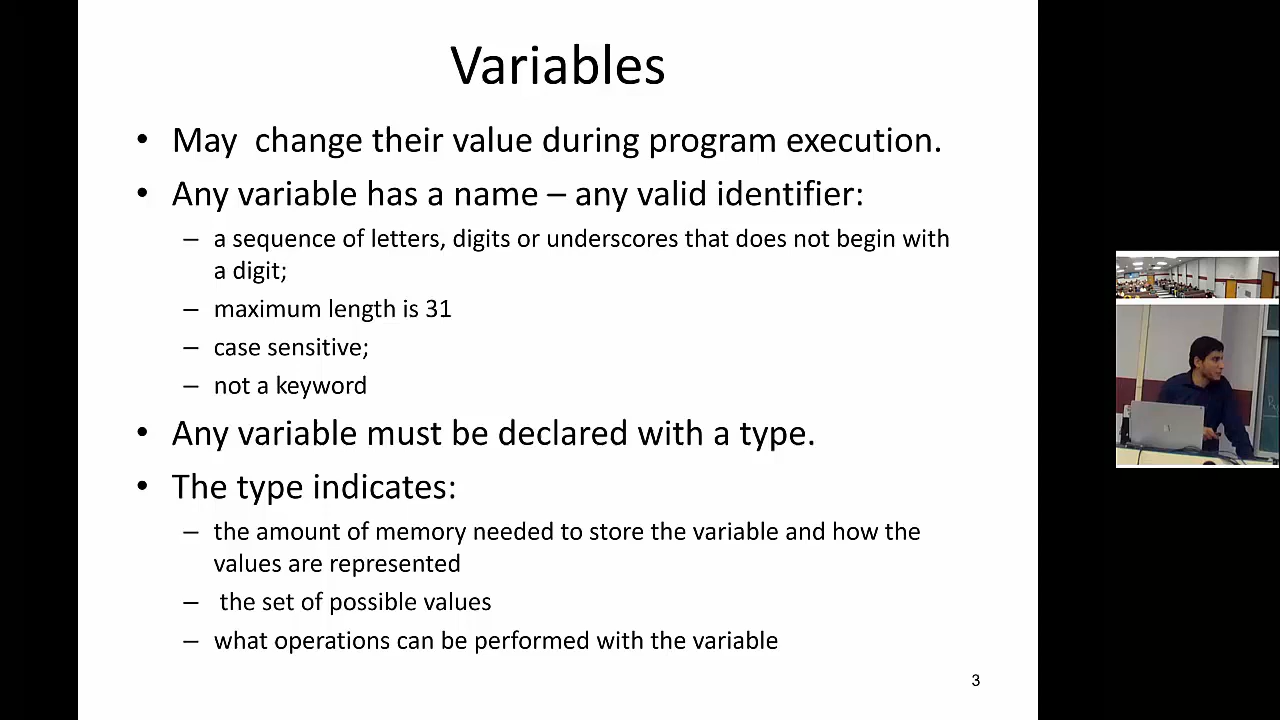 Variables
• May  change their value during program execution.
• Any variable has a name – any valid identifier:
– a sequence of letters, digits or underscores that does not begin with
a digit;
– maximum length is 31
– case sensitive;
– not a keyword
• Any variable must be declared with a type.
• The type indicates:
– the amount of memory needed to store the variable and how the
values are represented
–  the set of possible values
– what operations can be performed with the variable
3